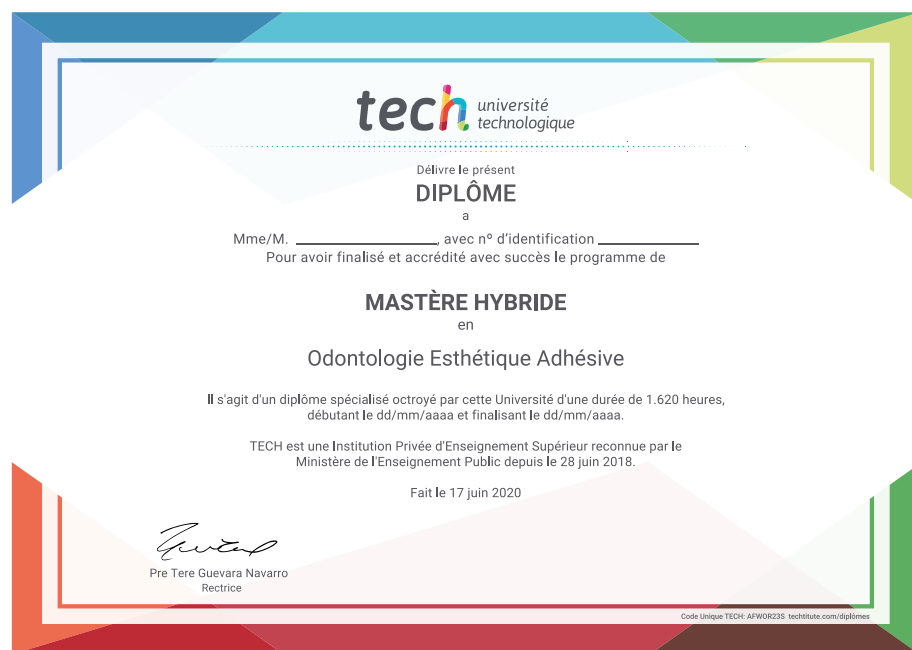 tech université
technologique
Délivre le présent
DIPLÔME
a
Mme/M. _________________, avec nº d'identification ____________
Pour avoir finalisé et accrédité avec succès le programme de
MASTÈRE HYBRIDE
en
Odontologie Esthétique Adhésive
Il s'agit d'un diplôme spécialisé octroyé par cette Université d'une durée de 1.620 heures,
débutant le dd/mm/aaaa et finalisant le dd/mm/aaaa.
TECH est une Institution Privée d'Enseignement Supérieur reconnue par le
Ministère de l'Enseignement Public depuis le 28 juin 2018.
Fait le 17 juin 2020
Pre Tere Guevara Navarro
Rectrice
Code Unique TECH: AFWOR23S techtitute.com/diplômes